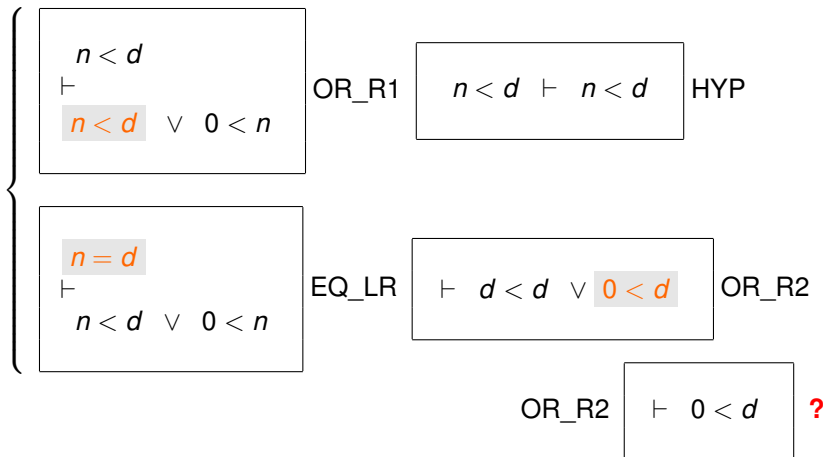 n < d
⊢
n < d ∨ 0 < n
OR_R1
n < d ⊢ n < d
HYP
n = d
⊢
n < d ∨ 0 < n
EQ_LR
⊢ d < d ∨ 0 < d
OR_R2
OR_R2
⊢ 0 < d
?